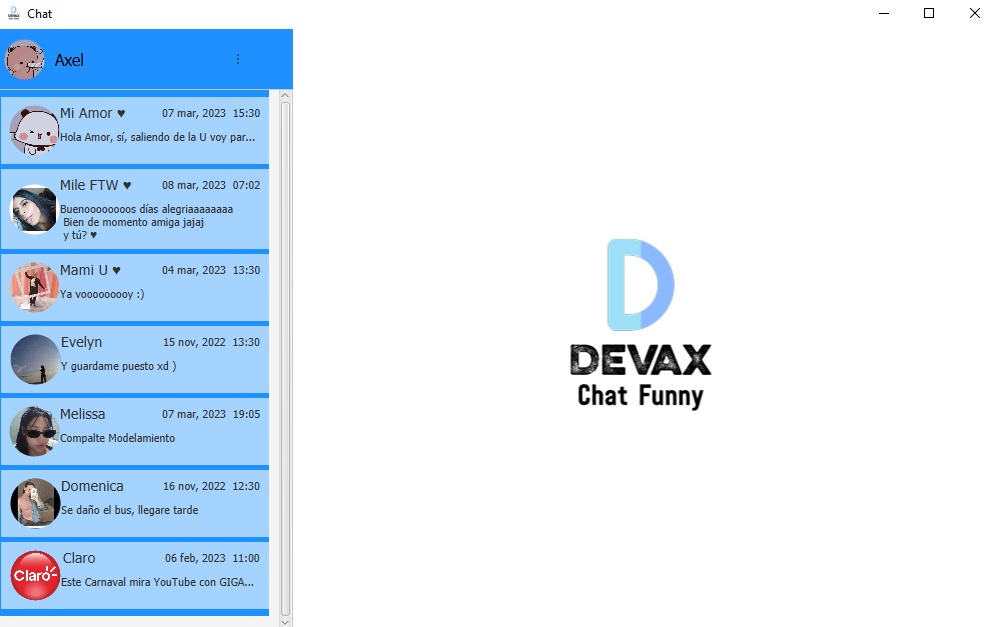 Chat
Axel
Mi Amor ♥ 07 mar, 2023 15:30
Hola Amor, sí, saliendo de la U voy par...
Mile FTW ♥ 08 mar, 2023 07:02
Buenoooooooos días alegriaaaaaaaa
Bien de momento amiga jajaj
y tú? ♥
Mami U ♥ 04 mar, 2023 13:30
Ya vooooooooy :)
Evelyn 15 nov, 2022 13:30
Y guardame puesto xd )
Melissa 07 mar, 2023 19:05
Compalte Modelamiento
Domenica 16 nov, 2022 12:30
Se daño el bus, llegare tarde
Claro 06 feb, 2023 11:00
Claro
Este Carnaval mira YouTube con GIGA...
D
DEVAX
Chat Funny